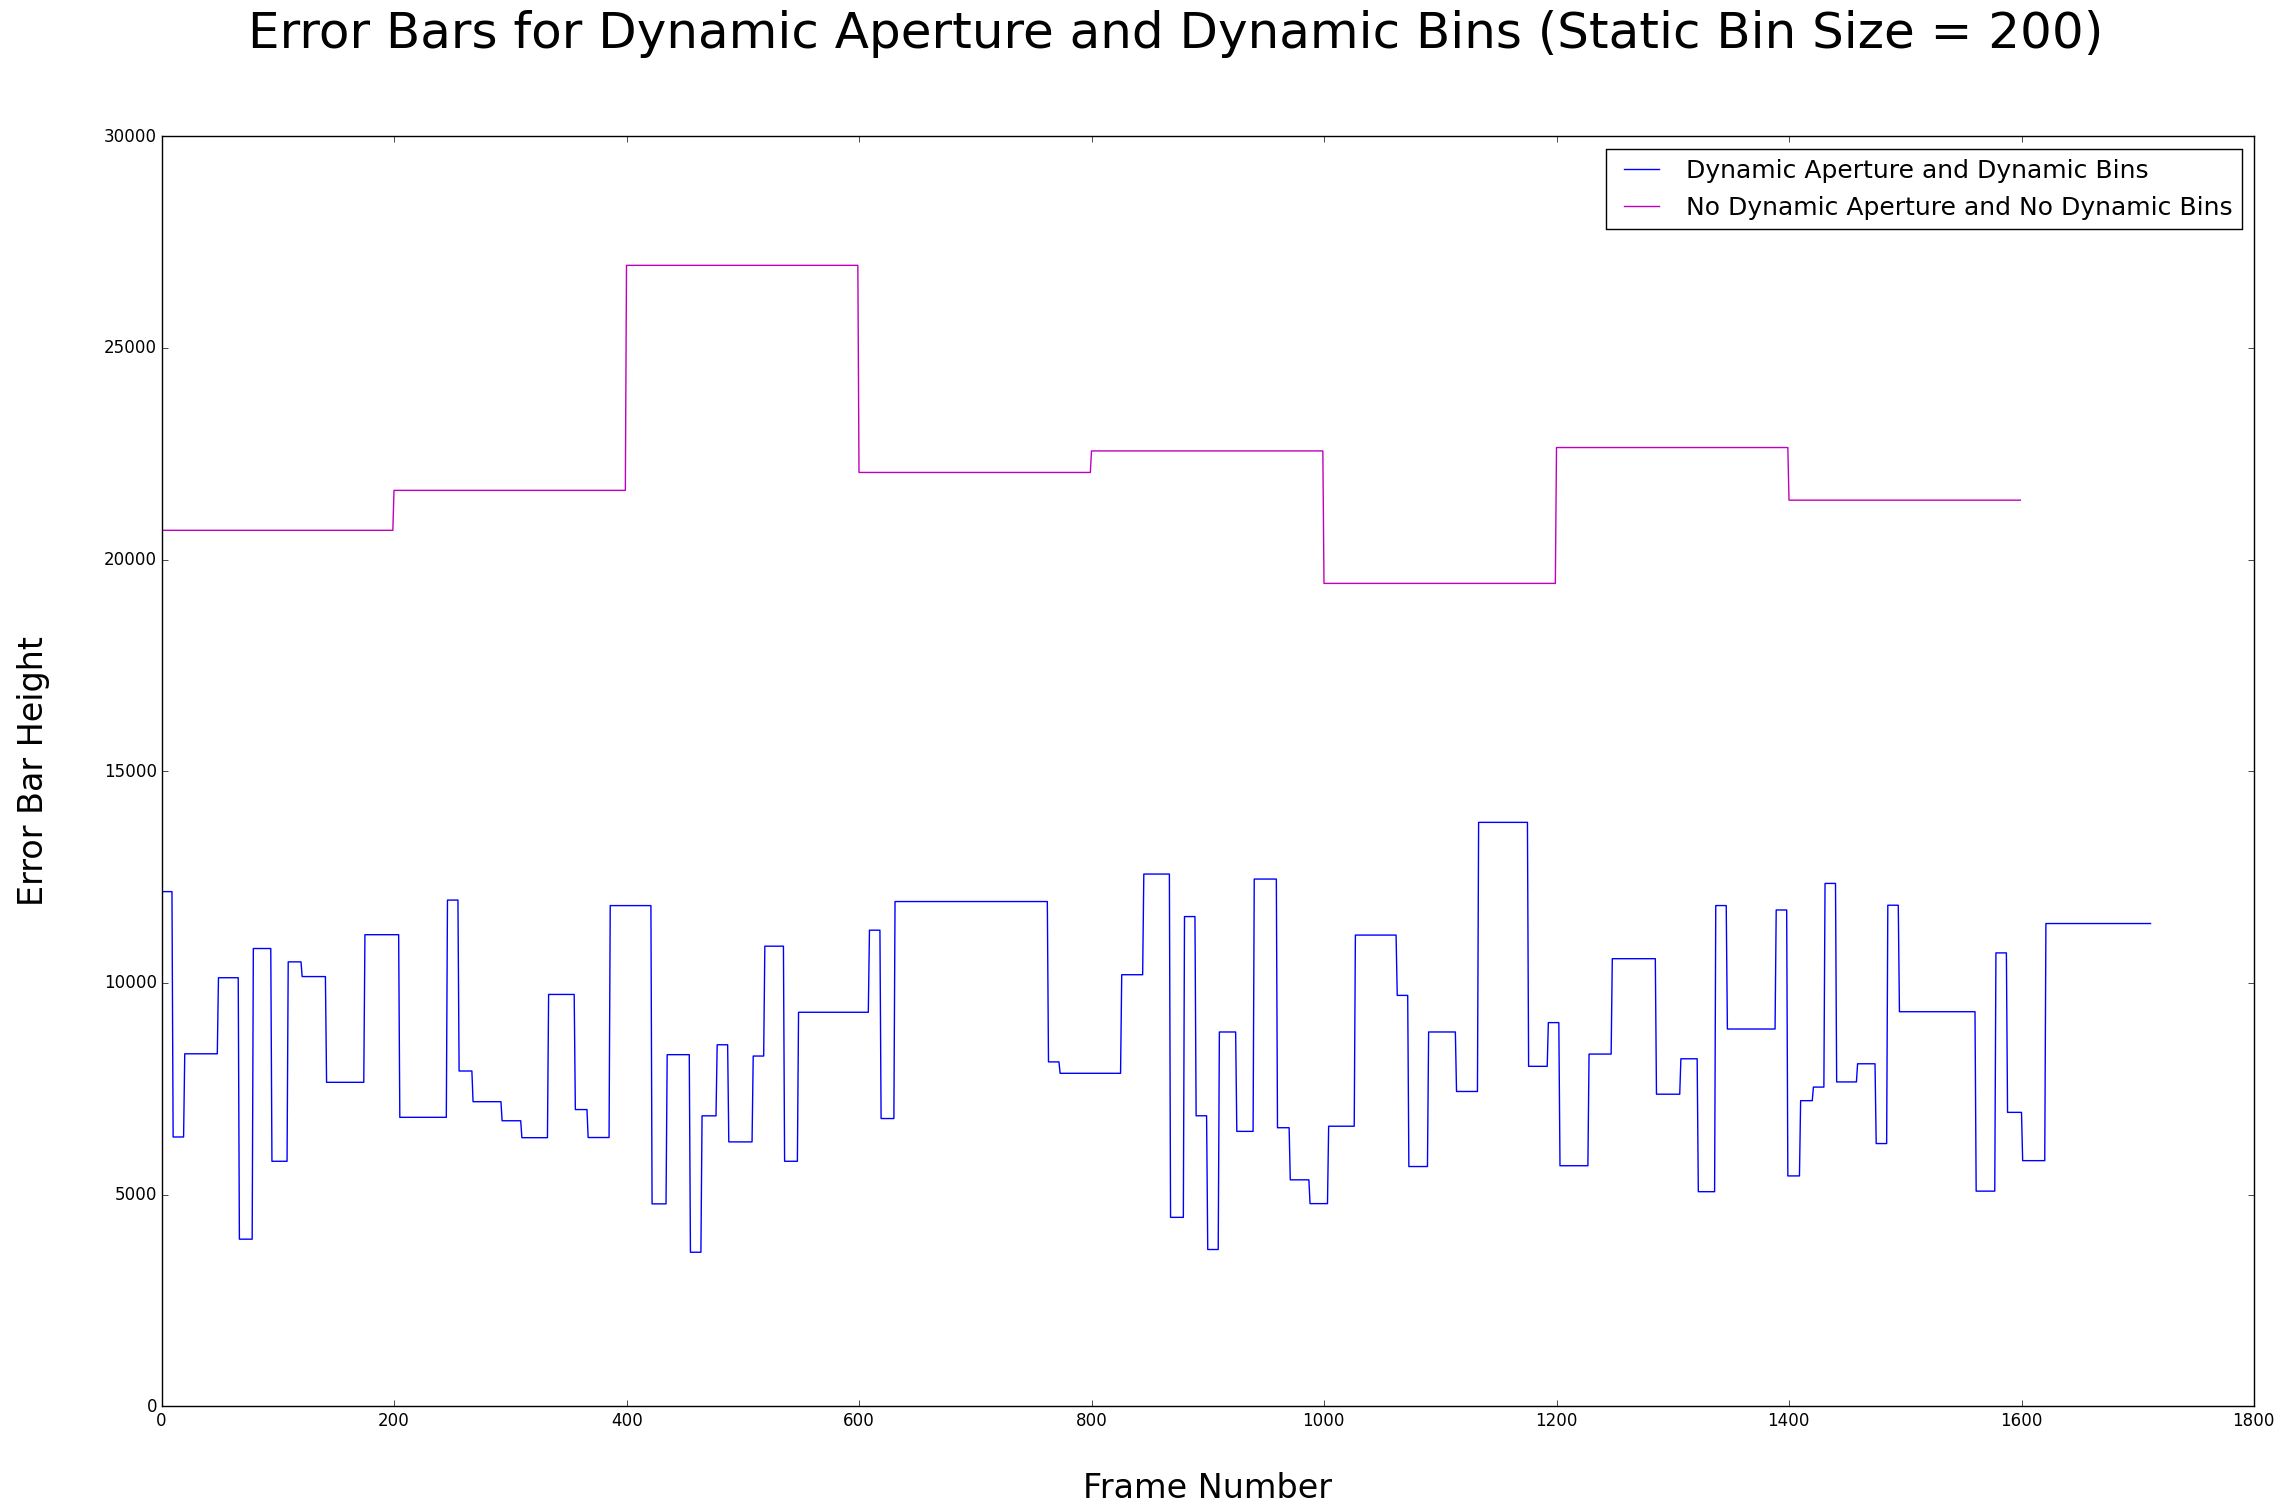 Error Bars for Dynamic Aperture and Dynamic Bins (Static Bin Size = 200)
30000
25000
20000
15000
10000
5000
0
Error Bar Height
Dynamic Aperture and Dynamic Bins
No Dynamic Aperture and No Dynamic Bins
0 200 400 600 800 1000 1200 1400 1600 1800
Frame Number